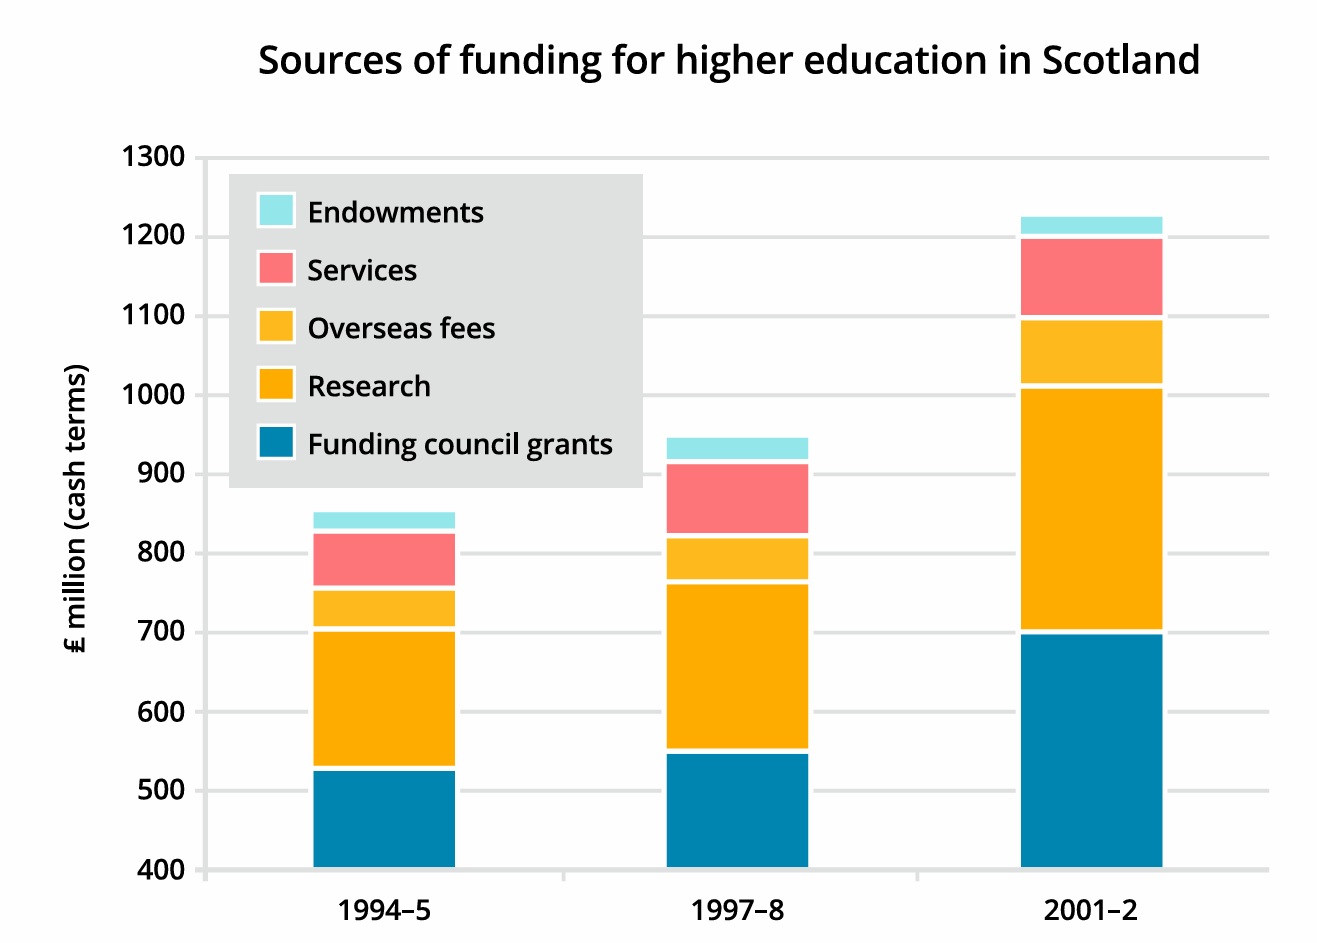 Sources of funding for higher education in Scotland
£ million (cash terms)
1300
1200
1100
1000
900
800
700
600
500
400
Endowments
Services
Overseas fees
Research
Funding council grants
1994–5
1997–8
2001–2